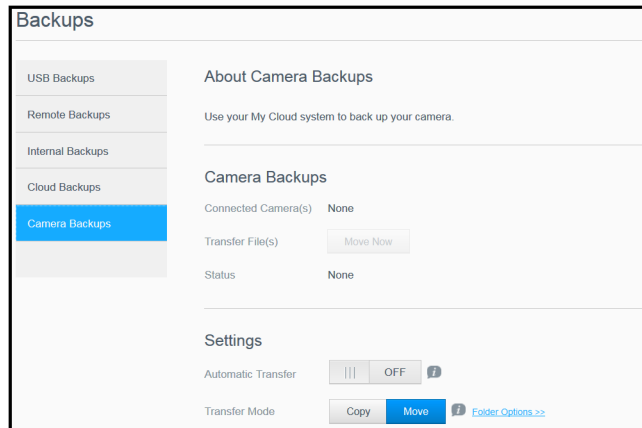 Backups
USB Backups
Remote Backups
Internal Backups
Cloud Backups
Camera Backups
About Camera Backups
Use your My Cloud system to back up your camera.
Camera Backups
Connected Camera(s) None
Transfer File(s) Move Now
Status None
Settings
Automatic Transfer OFF i
Transfer Mode Copy Move i Folder Options >>